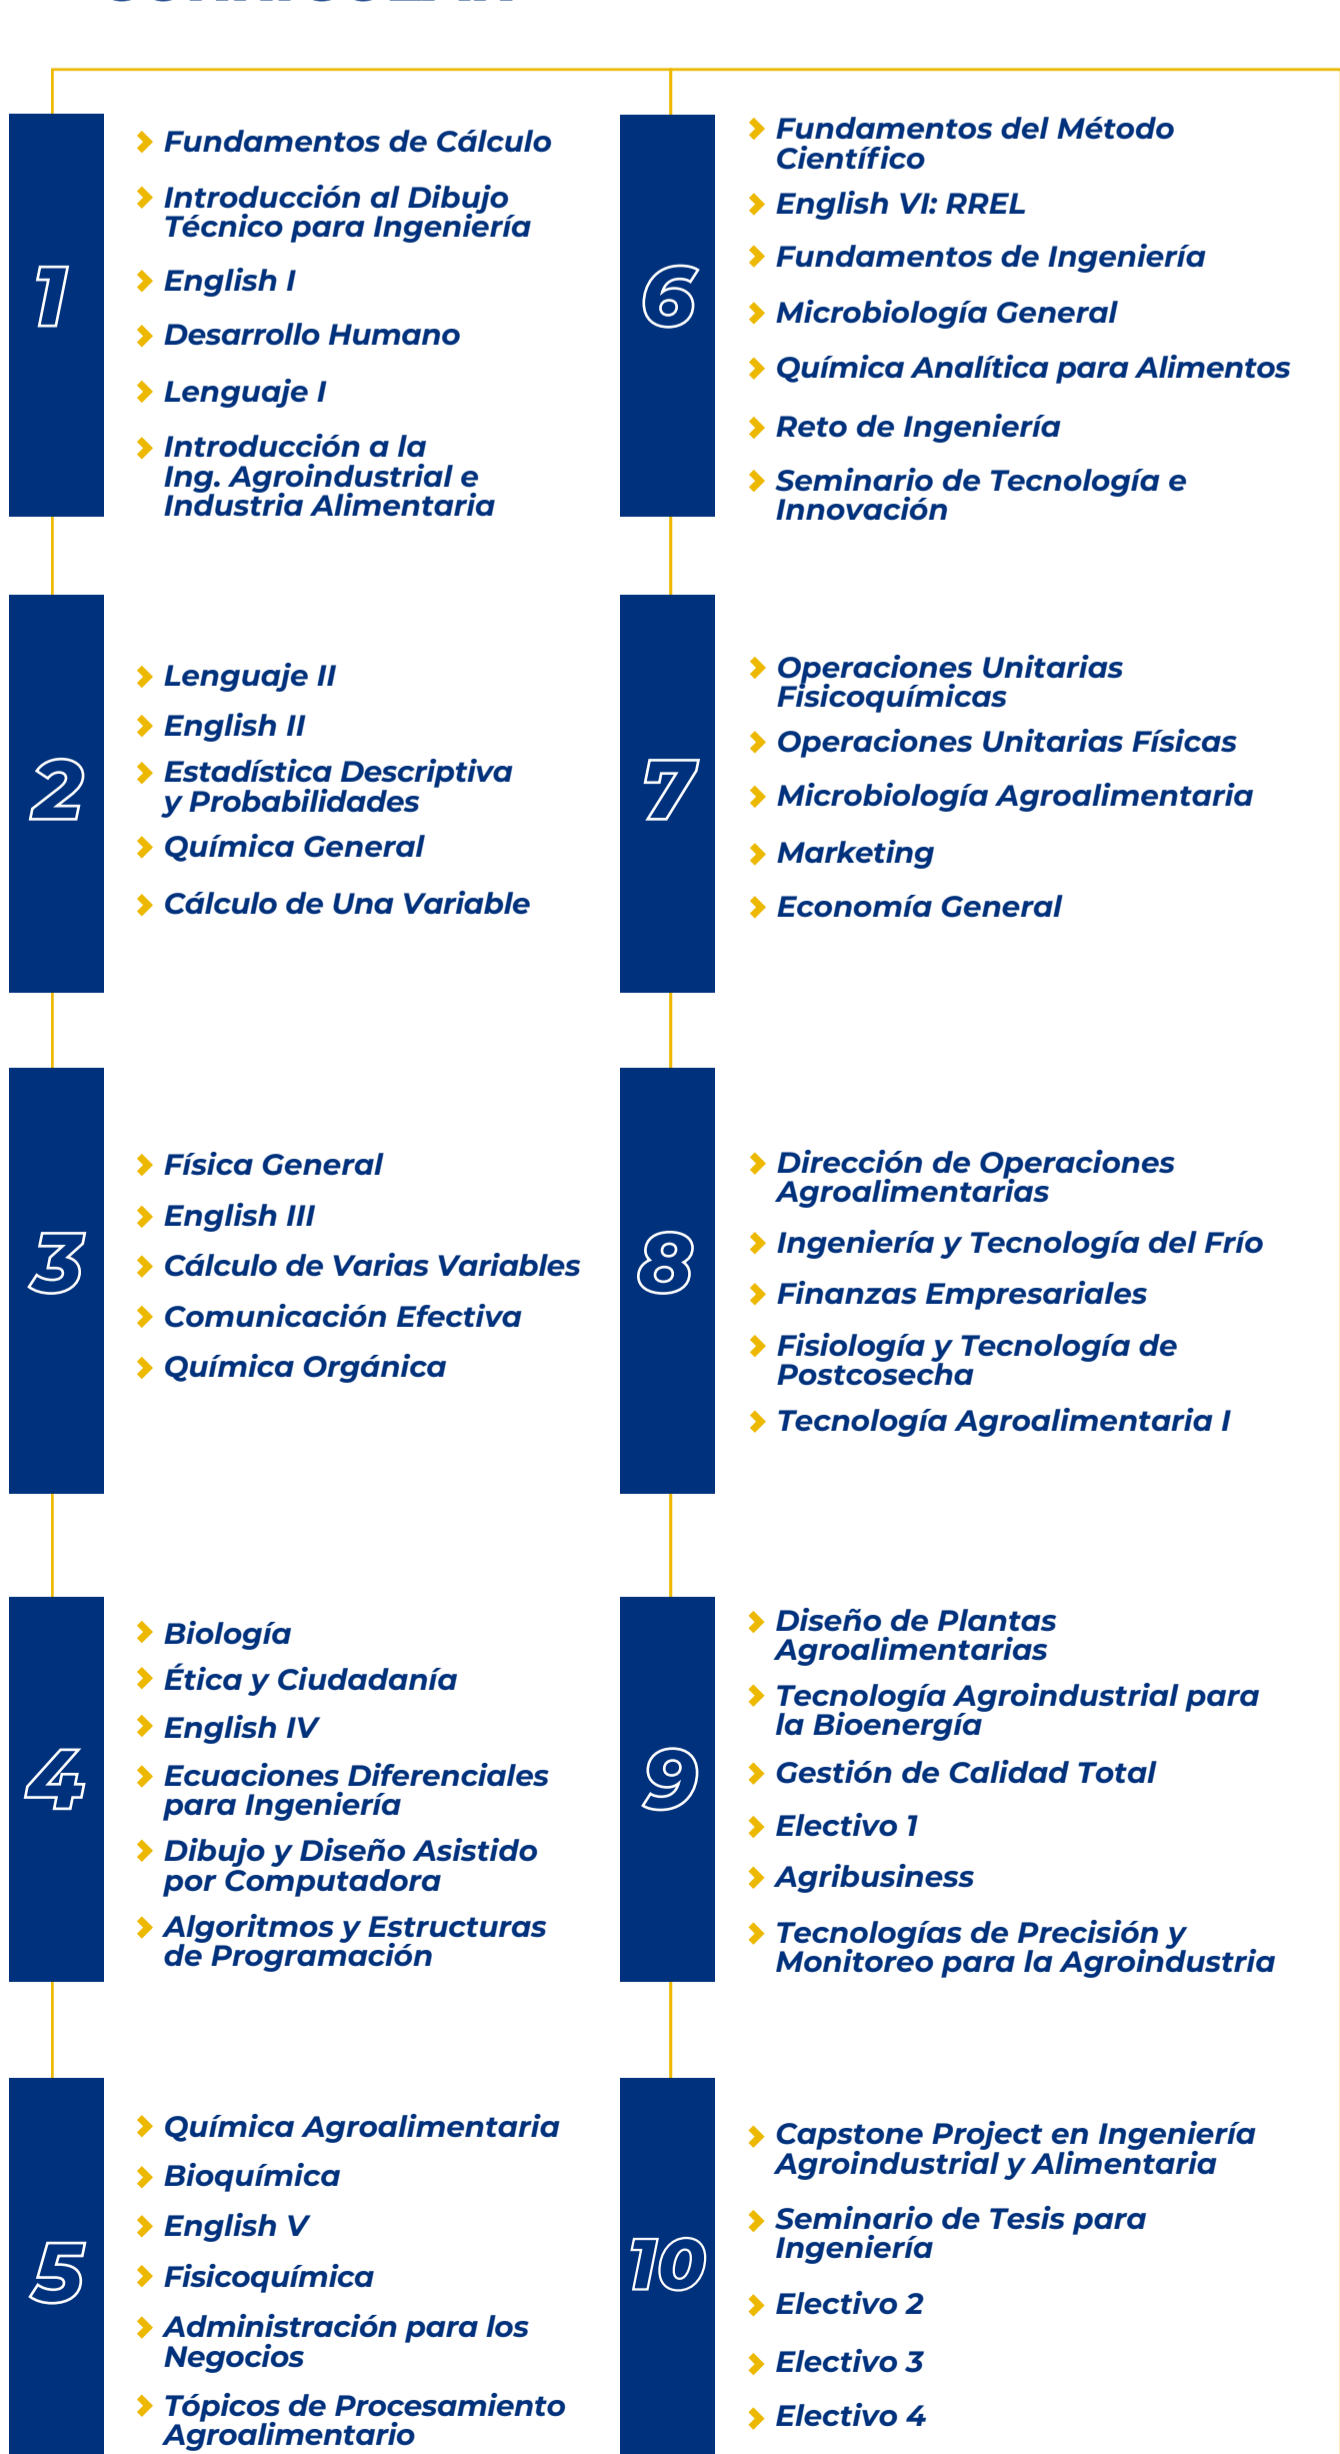 1
Fundamentos de Cálculo
Introducción al Dibujo
Técnico para Ingeniería
English I
Desarrollo Humano
Lenguaje I
Introducción a la
Ing. Agroindustrial e
Industria Alimentaria
2
Lenguaje II
English II
Estadística Descriptiva
y Probabilidades
Química General
Cálculo de Una Variable
3
Física General
English III
Cálculo de Varias Variables
Comunicación Efectiva
Química Orgánica
4
Biología
Ética y Ciudadanía
English IV
Ecuaciones Diferenciales
para Ingeniería
Dibujo y Diseño Asistido
por Computadora
Algoritmos y Estructuras
de Programación
5
Química Agroalimentaria
Bioquímica
English V
Fisicoquímica
Administración para los
Negocios
Tópicos de Procesamiento
Agroalimentario
6
Fundamentos del Método
Científico
English VI: RREL
Fundamentos de Ingeniería
Microbiología General
Química Analítica para Alimentos
Reto de Ingeniería
Seminario de Tecnología e
Innovación
7
Operaciones Unitarias
Fisicoquímicas
Operaciones Unitarias Físicas
Microbiología Agroalimentaria
Marketing
Economía General
8
Dirección de Operaciones
Agroalimentarias
Ingeniería y Tecnología del Frío
Finanzas Empresariales
Fisiología y Tecnología de
Postcosecha
Tecnología Agroalimentaria I
9
Diseño de Plantas
Agroalimentarias
Tecnología Agroindustrial para
la Bioenergía
Gestión de Calidad Total
Electivo 1
Agribusiness
Tecnologías de Precisión y
Monitoreo para la Agroindustria
10
Capstone Project en Ingeniería
Agroindustrial y Alimentaria
Seminario de Tesis para
Ingeniería
Electivo 2
Electivo 3
Electivo 4